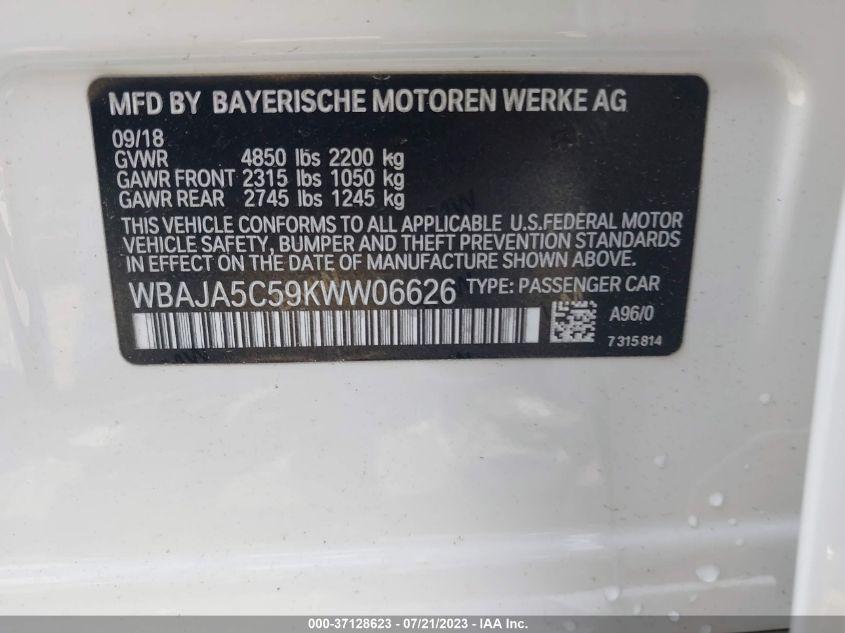 MFD BY BAYERISCHE MOTOREN WERKE AG
09/18
GVWR 4850 lbs 2200 kg
GAWR FRONT 2315 lbs 1050 kg
GAWR REAR 2745 lbs 1245 kg
THIS VEHICLE CONFORMS TO ALL APPLICABLE U.S.FEDERAL MOTOR
VEHICLE SAFETY, BUMPER AND THEFT PREVENTION STANDARDS
IN EFFECT ON THE DATE OF MANUFACTURE SHOWN ABOVE.
WBAJA5C59KWW06626 TYPE: PASSENGER CAR
A96/0
7315814
000-37128623 - 07/21/2023 - IAA Inc.